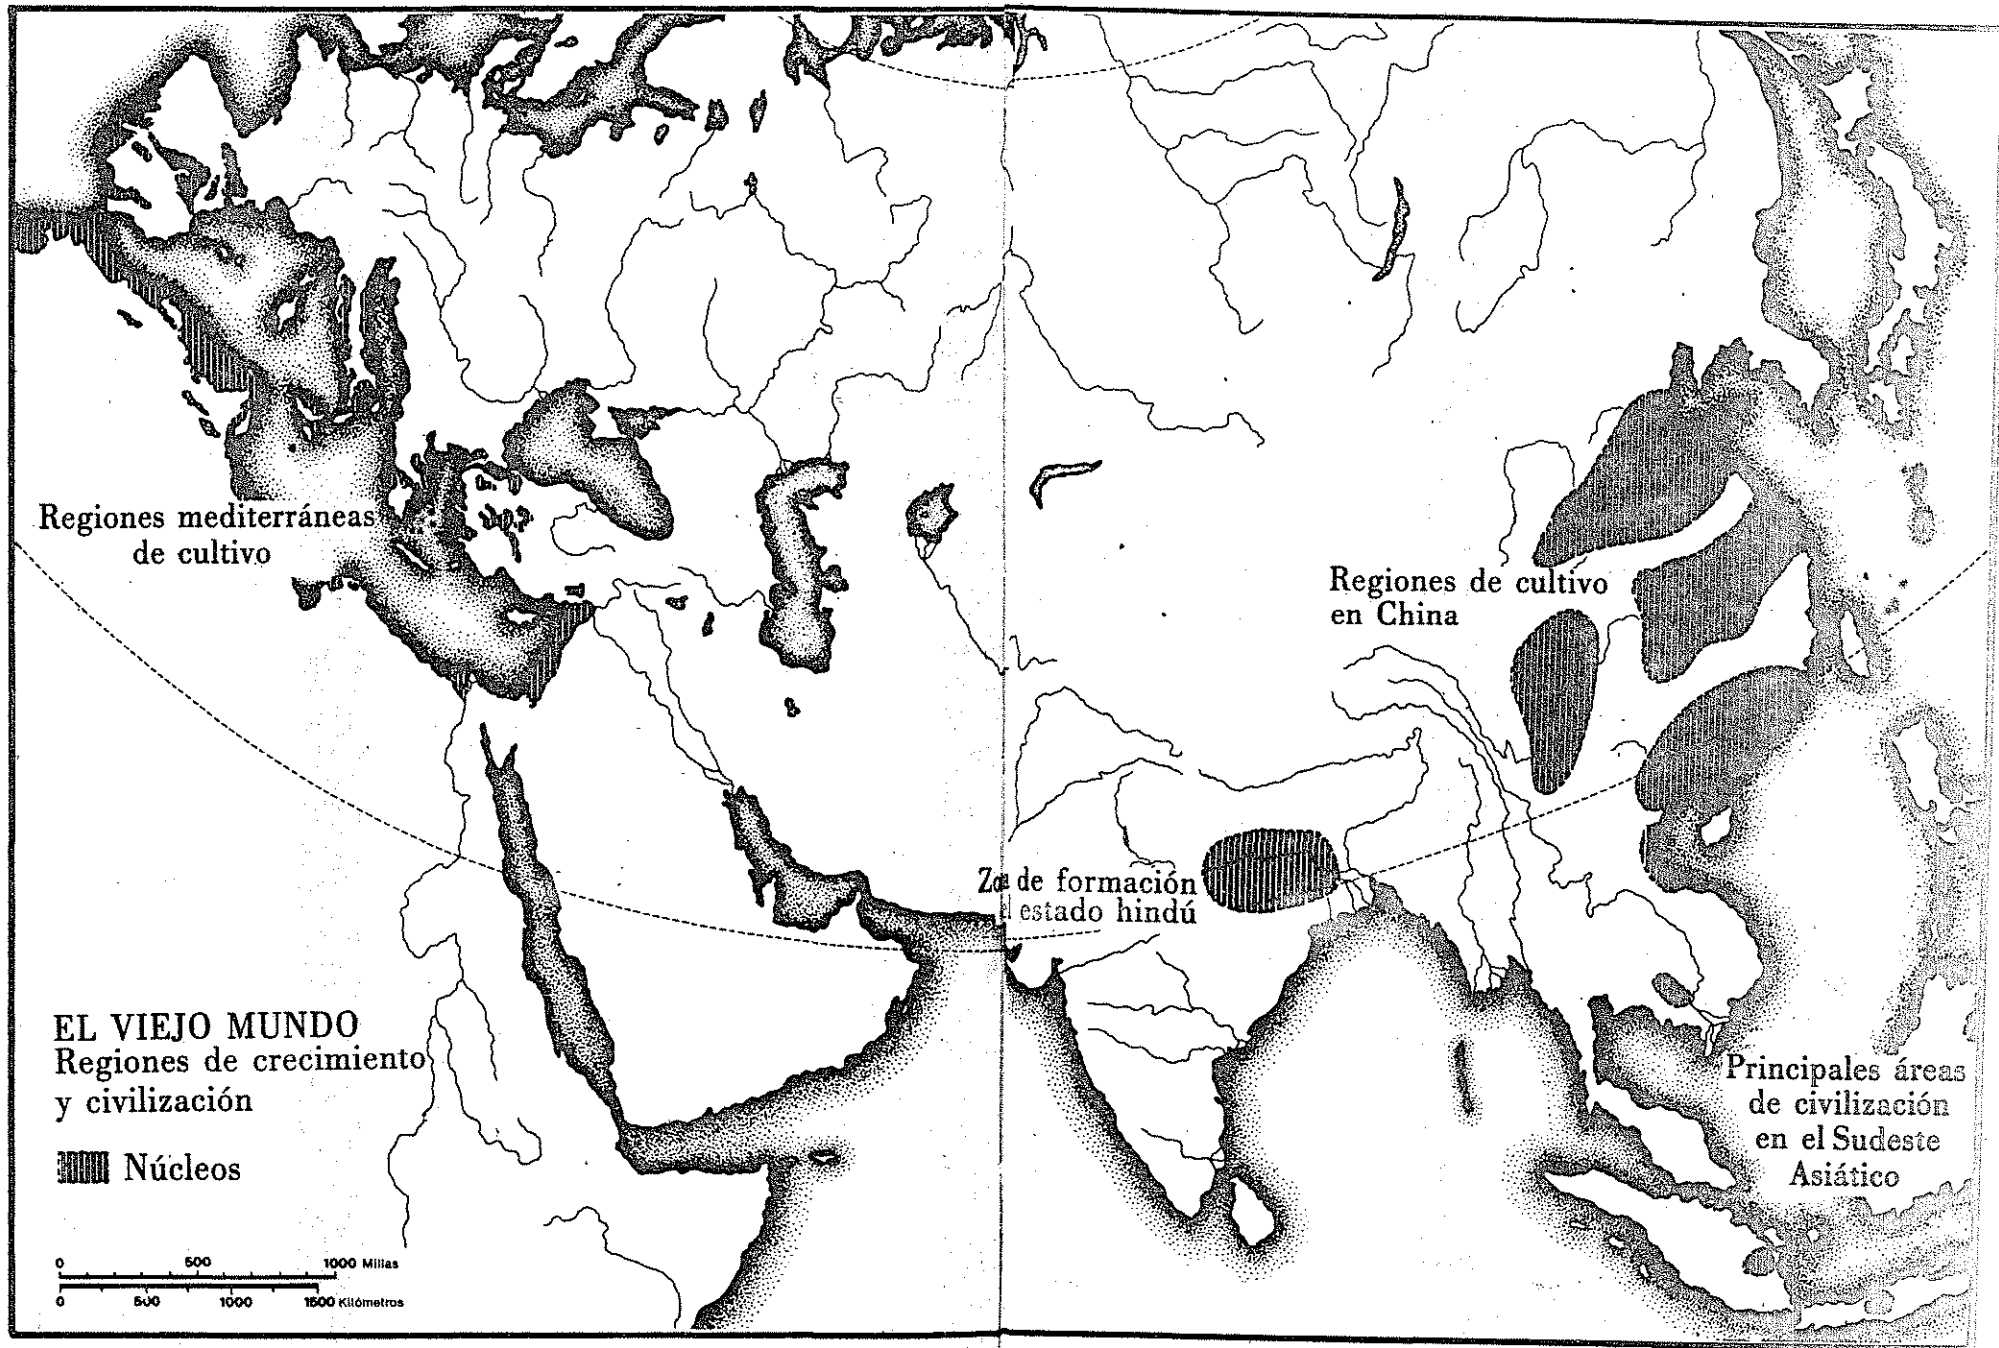 Regiones mediterráneas
de cultivo
Regiones de cultivo
en China
de formación
estado hindú
EL VIEJO MUNDO
Regiones de crecimiento
y civilización
Núcleos
Principales áreas
de civilización
en el Sudeste
Asiático
0 500 1000 Millas
0 500 1000 1500 Kilómetros